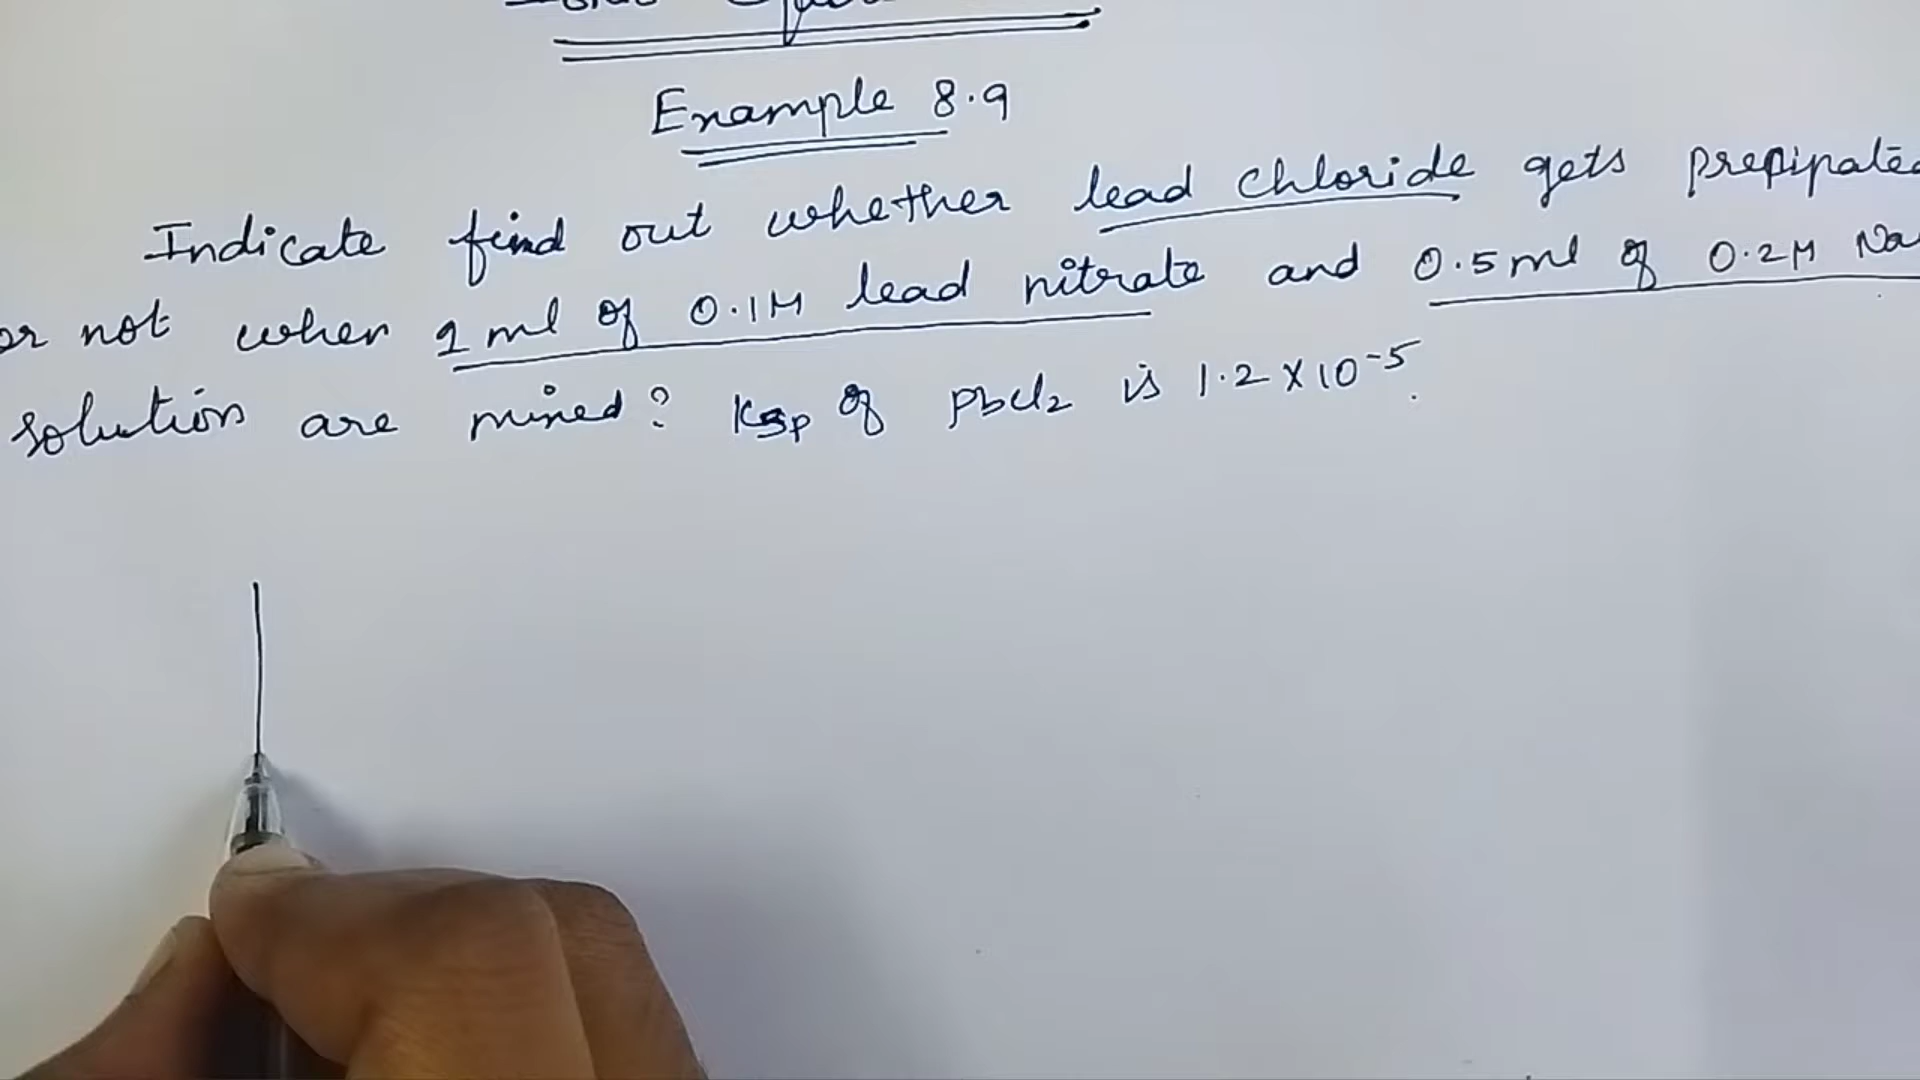 Example 8.9
Indicate find out whether lead chloride gets prepipated
or not when 1 ml of 0.1M lead nitrate and 0.5 ml of 0.2M Na
solution are mixed? Ksp of PbCl2 is 1.2 X 10-5.